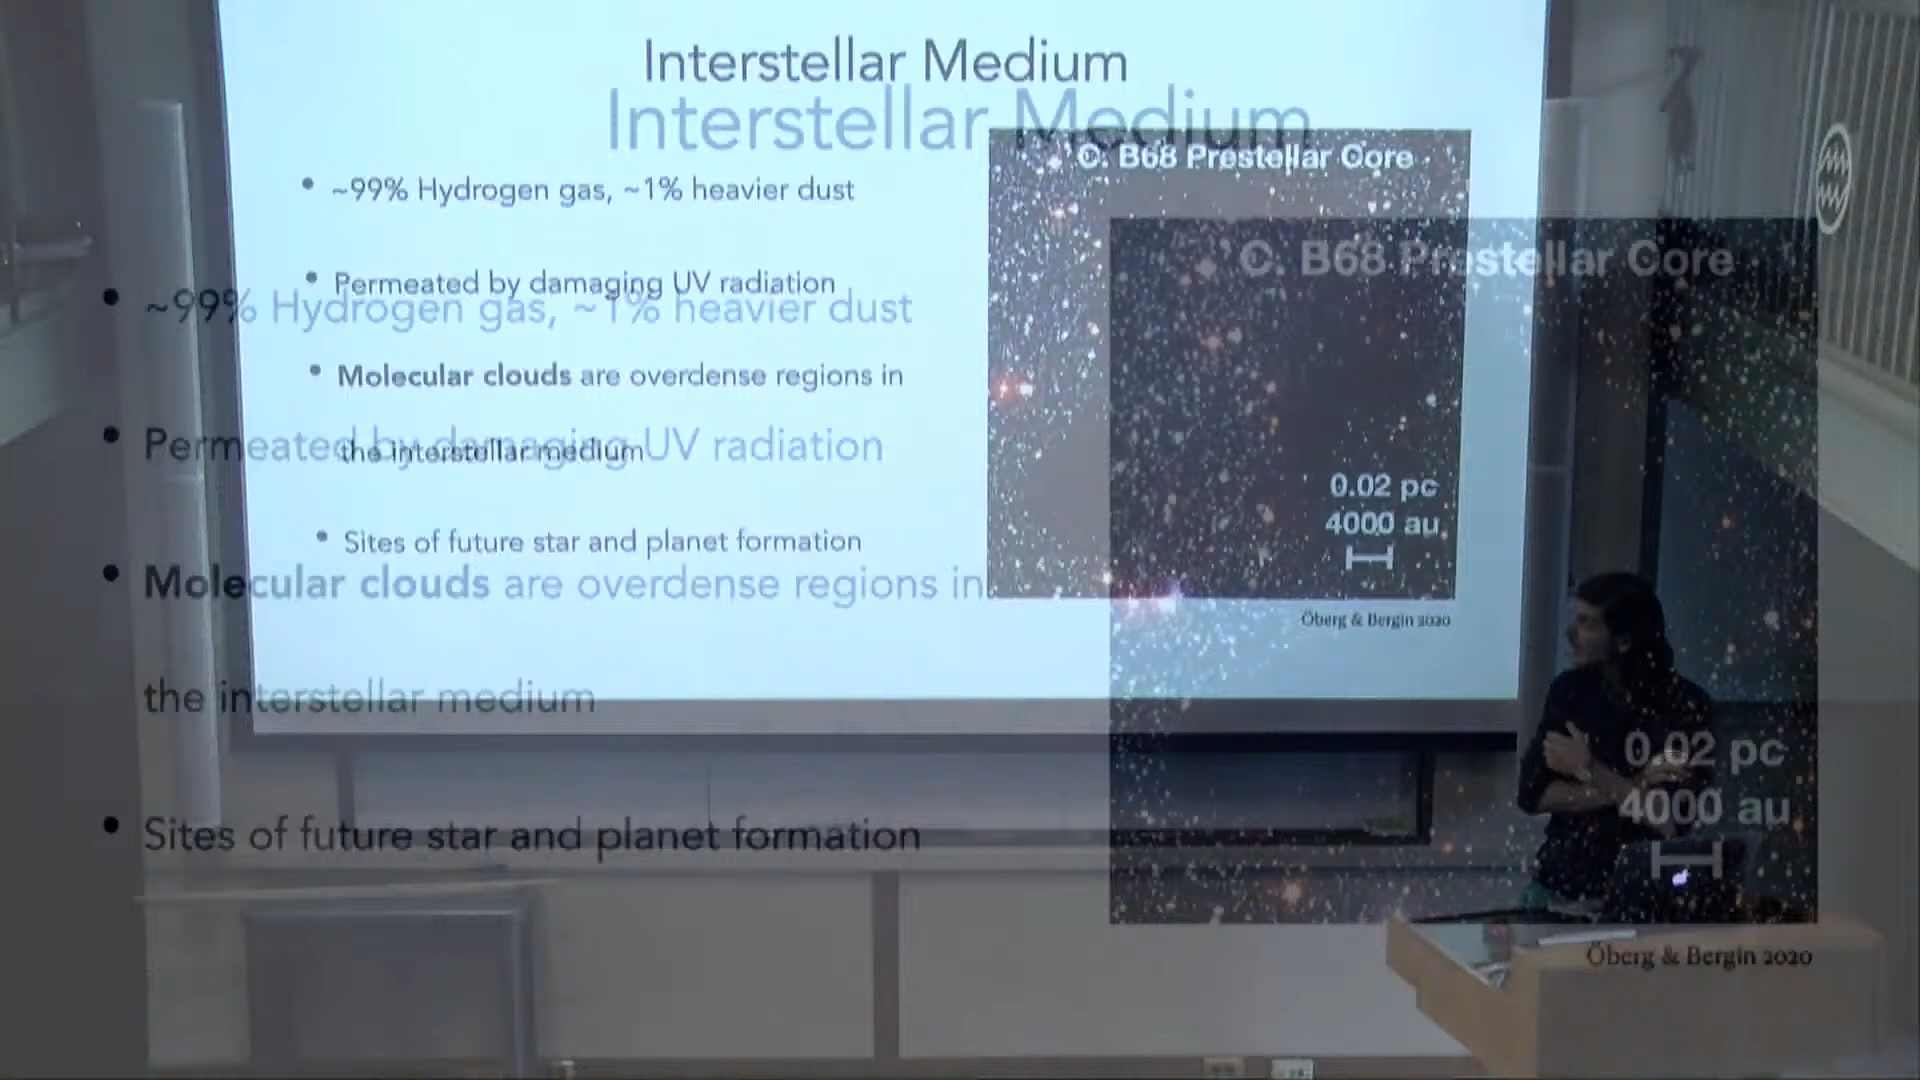 Interstellar Medium
• ~99% Hydrogen gas, ~1% heavier dust
• Permeated by damaging UV radiation
• Molecular clouds are overdense regions in
the interstellar medium
• Sites of future star and planet formation
C. B68 Prestellar Core
0.02 pc
4000 au
Öberg & Bergin 2020
Interstellar Medium
• ~99% Hydrogen gas, ~1% heavier dust
• Permeated by damaging UV radiation
• Molecular clouds are overdense regions in
the interstellar medium
• Sites of future star and planet formation
C. B68 Prestellar Core
0.02 pc
4000 au
Öberg & Bergin 2020